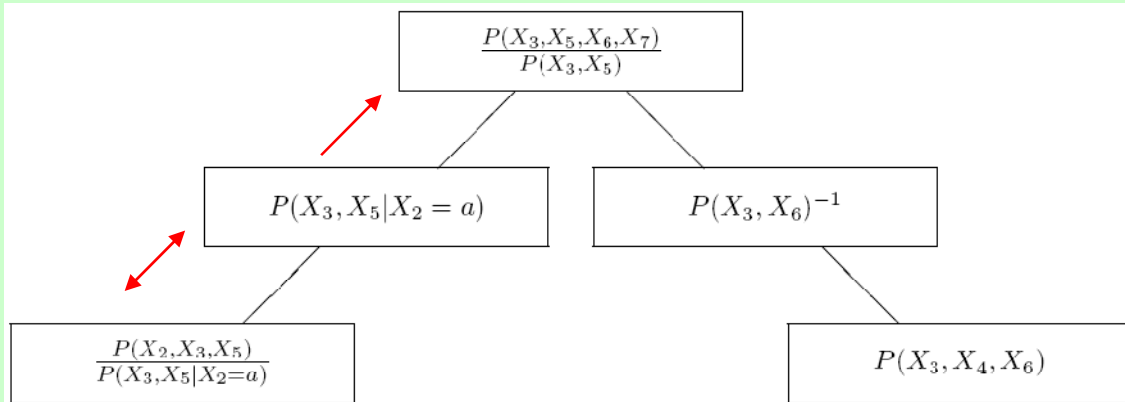 P(X₃,X₅,X₆,X₇)
P(X₃,X₅)
P(X₃, X₅|X₂ = a)
P(X₃, X₆)⁻¹
P(X₂,X₃,X₅)
P(X₃,X₅|X₂=a)
P(X₃, X₄, X₆)